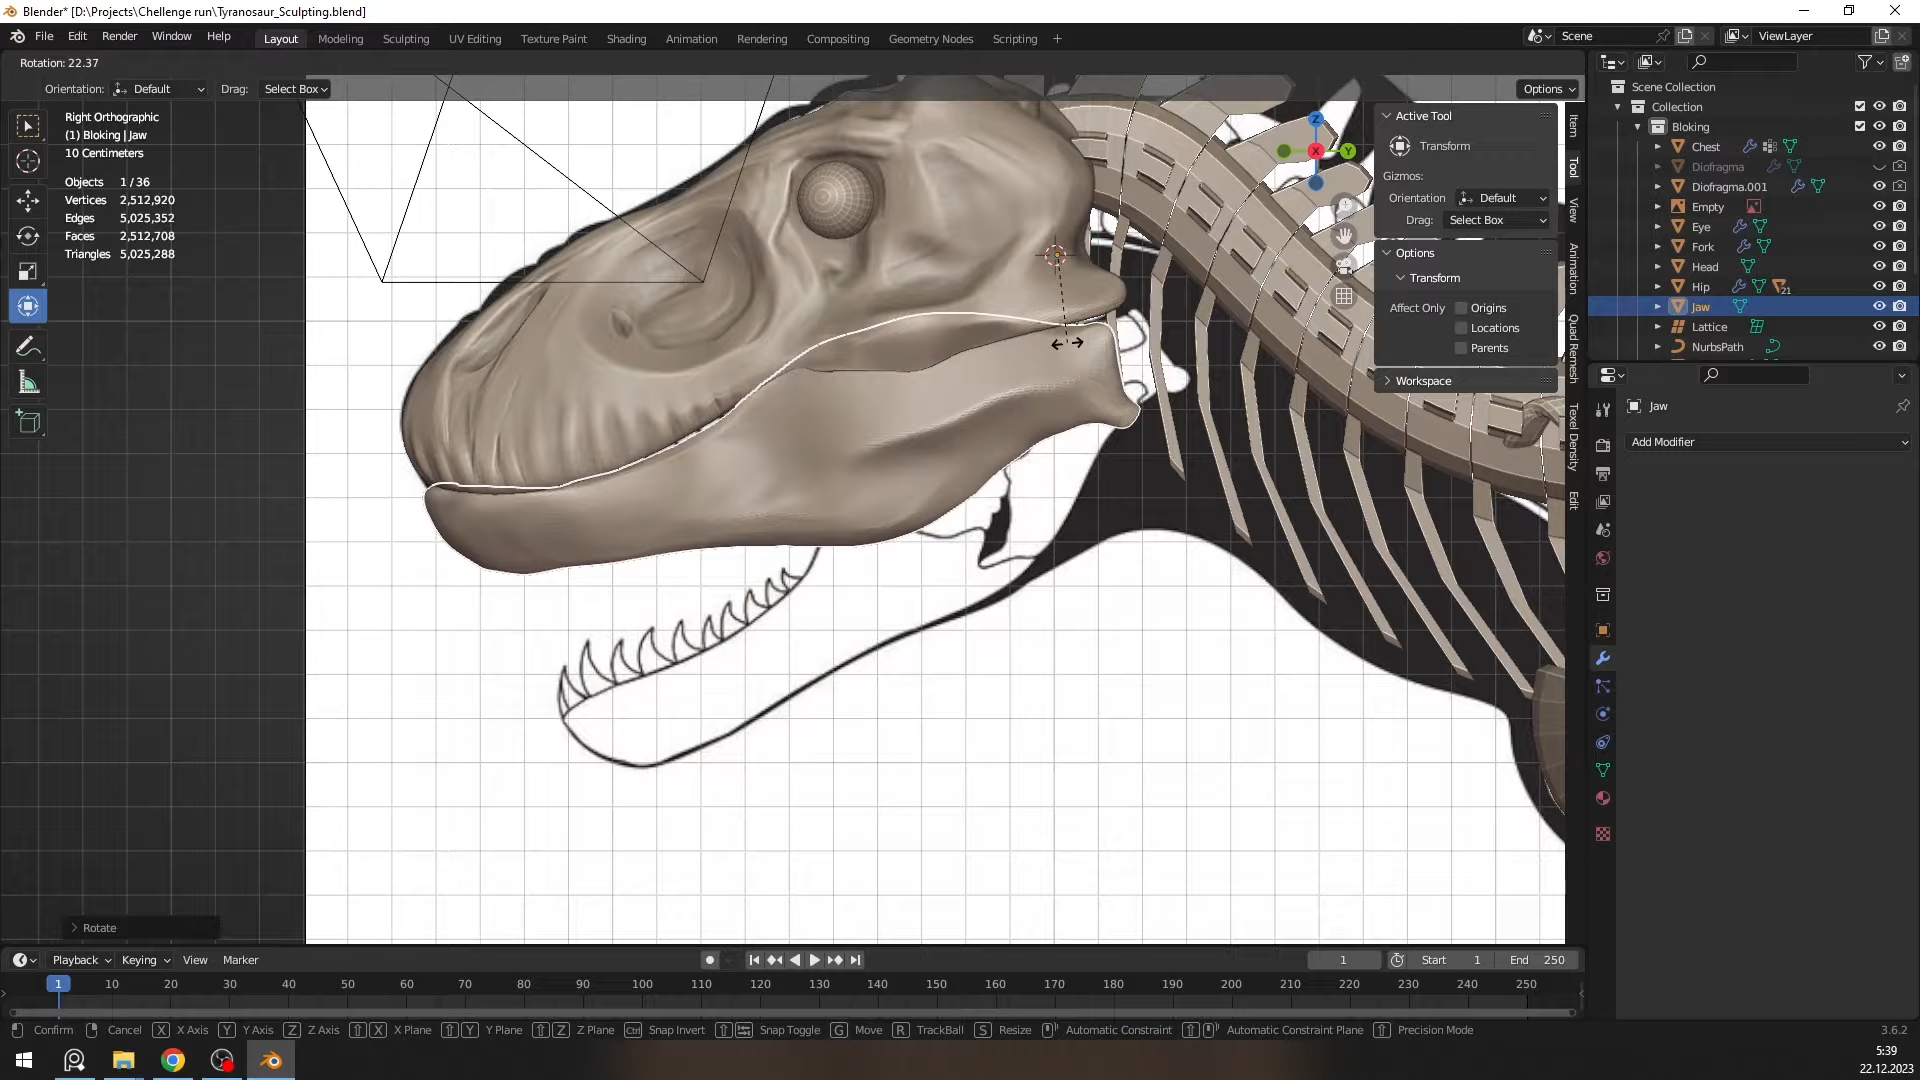 Blender* [D:\Projects\Chellenge run\Tyranosaur_Sculpting.blend]
File Edit Render Window Help
Layout Modeling Sculpting UV Editing Texture Paint Shading Animation Rendering Compositing Geometry Nodes Scripting +
Scene
ViewLayer
Rotation: 22.37
Orientation: Default Drag: Select Box
Options
Right Orthographic
(1) Bloking | Jaw
10 Centimeters
Objects 1 / 36
Vertices 2,512,920
Edges 5,025,352
Faces 2,512,708
Triangles 5,025,288
Z
X
Y
Active Tool
Transform
Gizmos:
Orientation Default
Drag: Select Box
Options
Transform
Affect Only Origins
Locations
Parents
Workspace
Item
Tool
View
Animation
Quad Remesh
Texel Density
Edit
Scene Collection
Collection
Bloking
Chest
Diofragma
Diofragma.001
Empty
Eye
Fork
Head
Hip
21
Jaw
Lattice
NurbsPath
Jaw
Add Modifier
Rotate
Playback Keying View Marker
1
Start 1
End 250
1 10 20 30 40 50 60 70 80 90 100 110 120 130 140 150 160 170 180 190 200 210 220 230 240 250
Confirm Cancel X X Axis Y Y Axis Z Z Axis X X Plane Y Y Plane Z Z Plane Ctrl Snap Invert Snap Toggle G Move R TrackBall S Resize Automatic Constraint Automatic Constraint Plane Precision Mode
3.6.2
5:39
22.12.2023